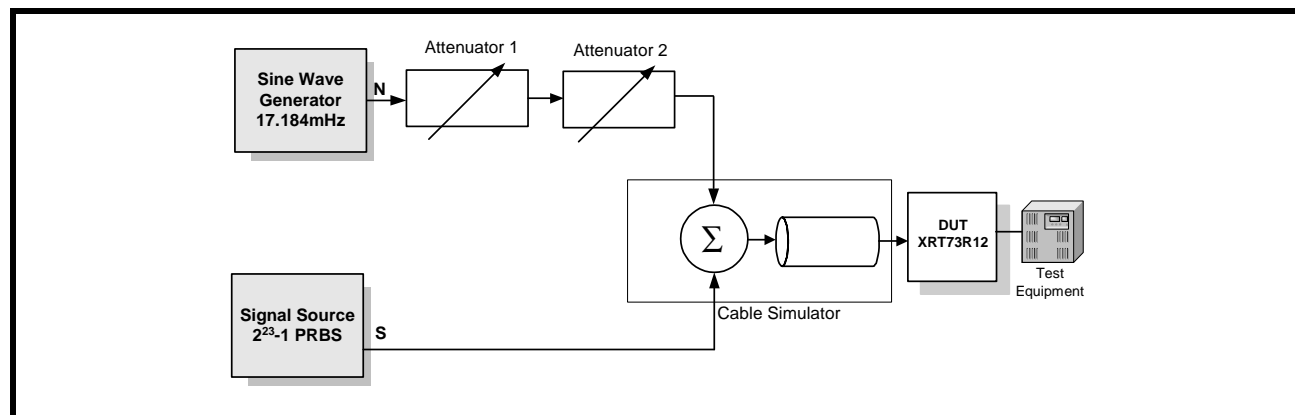 Attenuator 1
Attenuator 2
Sine Wave
Generator
17.184mHz
N
Σ
DUT
XRT73R12
Test
Equipment
Cable Simulator
Signal Source
2²³-1 PRBS
S